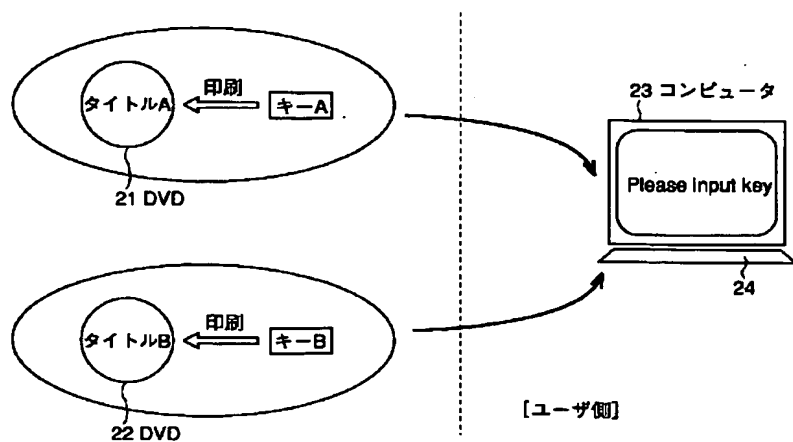 タイトルA
印刷
キーA
21 DVD
23 コンピュータ
Please input key
24
タイトルB
印刷
キーB
22 DVD
[ユーザ側]